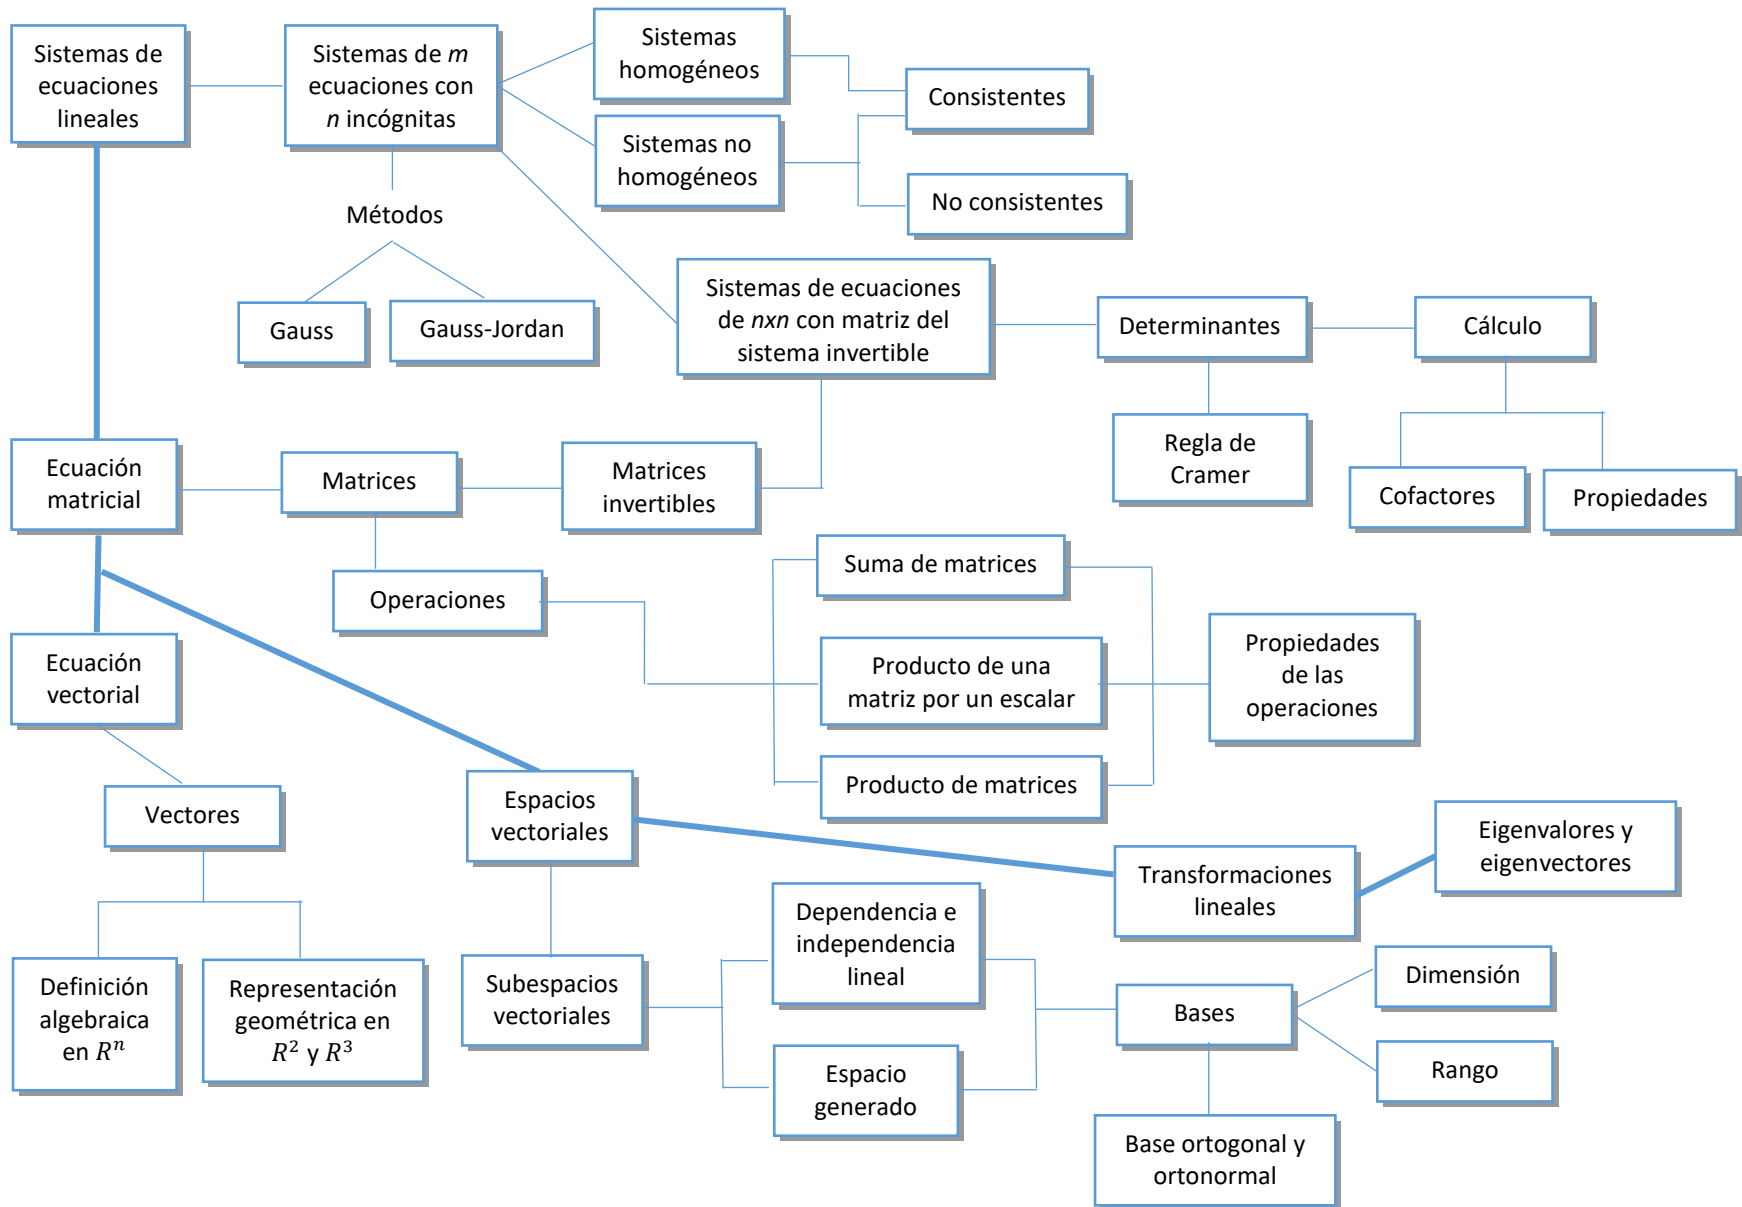 Sistemas de
ecuaciones
lineales
Sistemas de m
ecuaciones con
n incógnitas
Sistemas
homogéneos
Consistentes
Sistemas no
homogéneos
No consistentes
Métodos
Gauss
Gauss-Jordan
Sistemas de ecuaciones
de nxn con matriz del
sistema invertible
Determinantes
Cálculo
Regla de
Cramer
Cofactores
Propiedades
Ecuación
matricial
Matrices
Matrices
invertibles
Operaciones
Suma de matrices
Producto de una
matriz por un escalar
Producto de matrices
Propiedades
de las
operaciones
Ecuación
vectorial
Vectores
Definición
algebraica
en Rⁿ
Representación
geométrica en
R² y R³
Espacios
vectoriales
Transformaciones
lineales
Eigenvalores y
eigenvectores
Subespacios
vectoriales
Dependencia e
independencia
lineal
Espacio
generado
Bases
Dimensión
Rango
Base ortogonal y
ortonormal